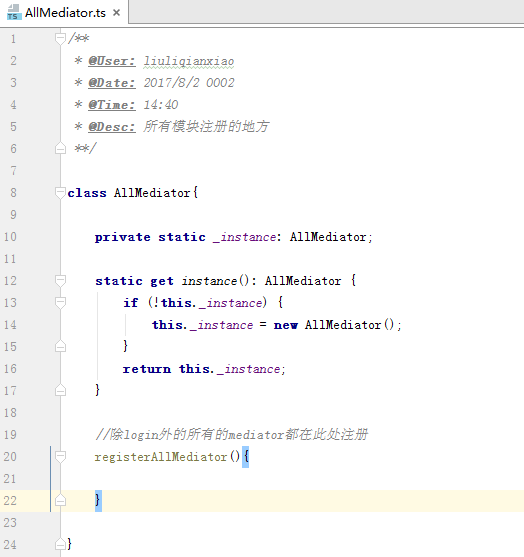 AllMediator.ts ×
1 /**
2 * @User: liuliqianxiao
3 * @Date: 2017/8/2 0002
4 * @Time: 14:40
5 * @Desc: 所有模块注册的地方
6 **/
7
8 class AllMediator{
9
10 private static _instance: AllMediator;
11
12 static get instance(): AllMediator {
13 if (!this._instance) {
14 this._instance = new AllMediator();
15 }
16 return this._instance;
17 }
18
19 //除login外的所有的mediator都在此处注册
20 registerAllMediator(){
21
22 }
23
24 }